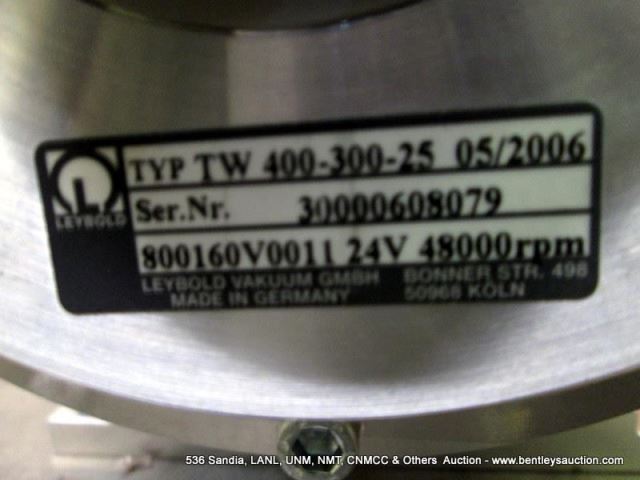 TYP TW 400-300-25 05/2006
LEYBOLD
Ser.Nr. 30000608079
800160V0011 24V 48000rpm
LEYBOLD VAKUUM GMBH BONNER STR. 498
MADE IN GERMANY 50968 KÖLN
536 Sandia, LANL, UNM, NMT, CNMCC & Others Auction - www.bentleysauction.com